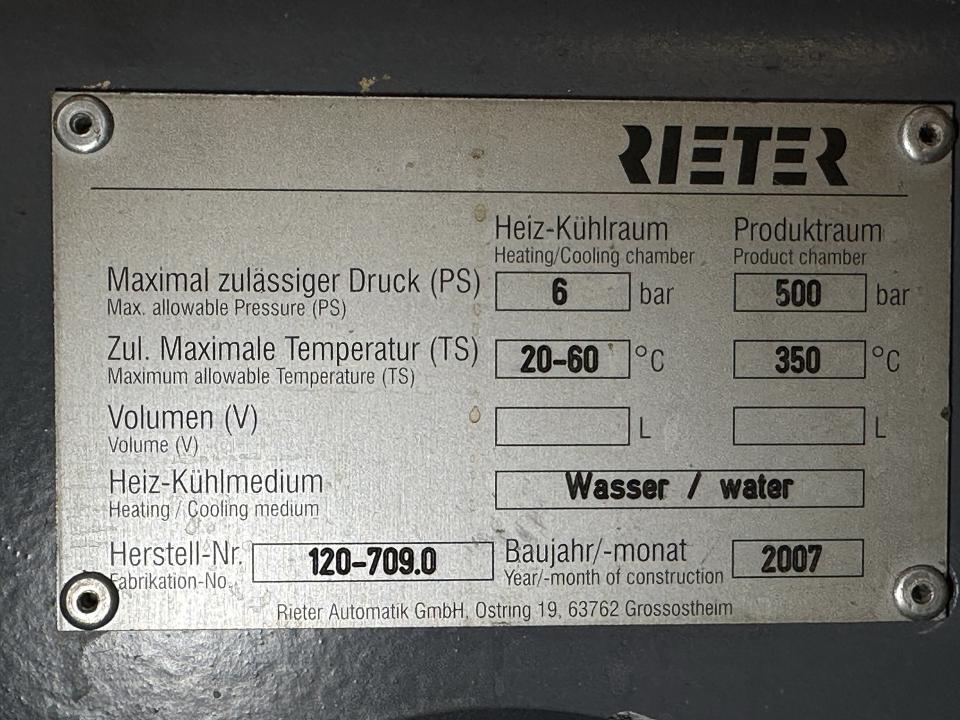 RIETER
Heiz-Kühlraum Produktraum
Heating/Cooling chamber Product chamber
Maximal zulässiger Druck (PS) 6 bar 500 bar
Max. allowable Pressure (PS)
Zul. Maximale Temperatur (TS) 20-60 °C 350 °C
Maximum allowable Temperature (TS)
Volumen (V) L L
Volume (V)
Heiz-Kühlmedium Wasser / water
Heating / Cooling medium
Herstell-Nr. 120-709.0 Baujahr/-monat 2007
Fabrikation-No. Year/-month of construction
Rieter Automatik GmbH, Ostring 19, 63762 Grossostheim